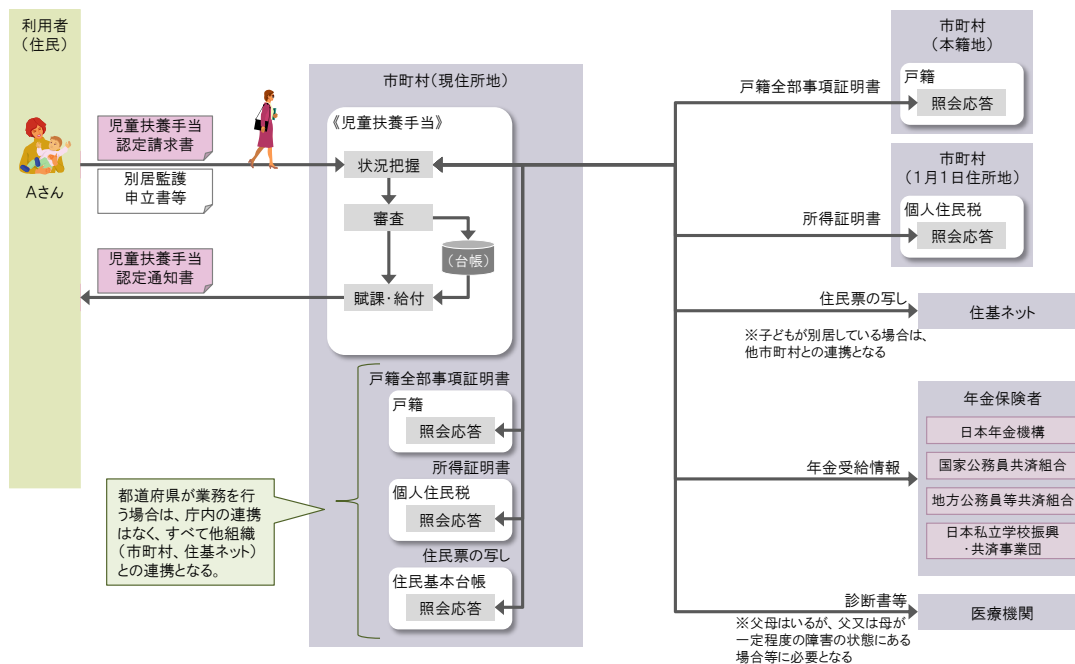 利用者
（住民）
Aさん
児童扶養手当
認定請求書
別居監護
申立書等
児童扶養手当
認定通知書
市町村（現住所地）
《児童扶養手当》
状況把握
審査
（台帳）
賦課・給付
戸籍全部事項証明書
戸籍
照会応答
所得証明書
個人住民税
照会応答
住民票の写し
住民基本台帳
照会応答
都道府県が業務を行
う場合は、庁内の連携
はなく、すべて他組織
（市町村、住基ネット）
との連携となる。
市町村
（本籍地）
戸籍全部事項証明書
戸籍
照会応答
市町村
（1月1日住所地）
所得証明書
個人住民税
照会応答
住民票の写し
住基ネット
※子どもが別居している場合は、
他市町村との連携となる
年金保険者
日本年金機構
年金受給情報
国家公務員共済組合
地方公務員等共済組合
日本私立学校振興
・共済事業団
診断書等
医療機関
※父母はいるが、父又は母が
一定程度の障害の状態にある
場合等に必要となる